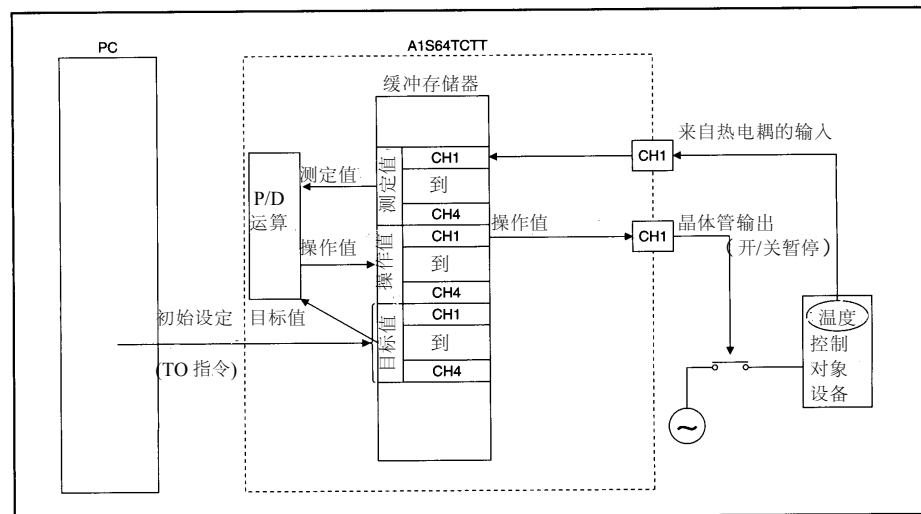 PC
A1S64TCTT
缓冲存储器
来自热电耦的输入
CH1
CH1
测定值
测定值
到
P/D
运算
CH4
CH1
操作值
CH1
晶体管输出
(开/关暂停)
操作值
操作值
到
CH4
初始设定
目标值
CH1
温度
目标值
到
控制
(TO 指令)
CH4
对象
设备
~